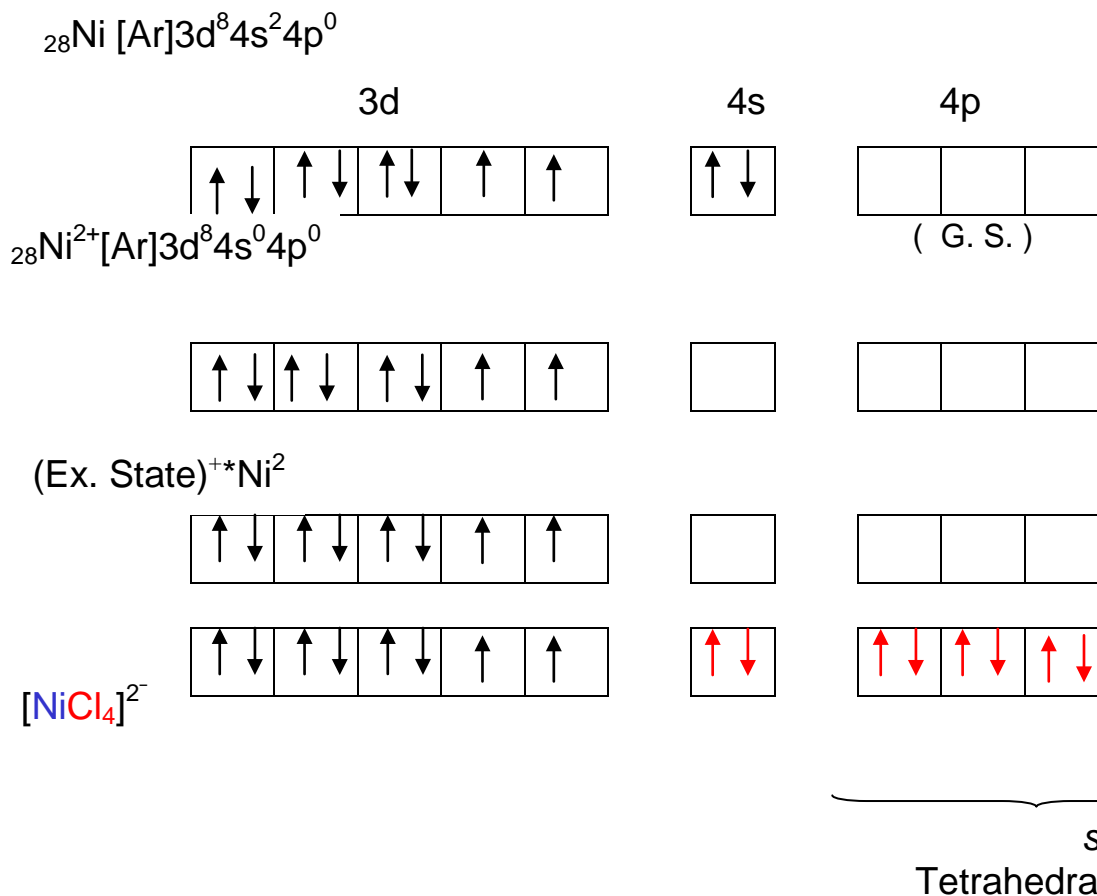 ₂₈Ni [Ar]3d⁸4s²4p⁰
3d 4s 4p
( G. S. )
₂₈Ni²⁺[Ar]3d⁸4s⁰4p⁰
(Ex. State)⁺*Ni²
[NiCl₄]²⁻
s
Tetrahedra